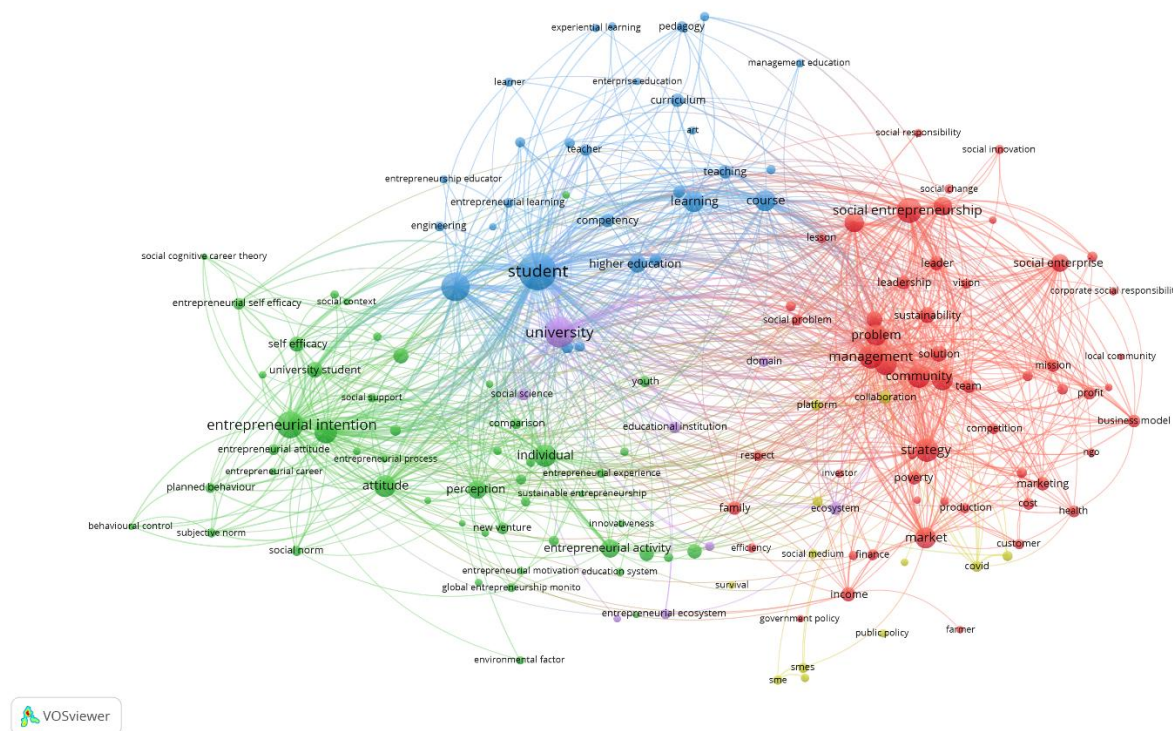 experiential learning
pedagogy
management education
learner
enterprise education
curriculum
art
social responsibility
teacher
social innovation
teaching
entrepreneurship educator
social change
entrepreneurial learning
learning
course
social entrepreneurship
engineering
competency
lesson
social cognitive career theory
student
higher education
leader
social enterprise
leadership
vision
corporate social responsibilit
entrepreneurial self efficacy
social context
social problem
sustainability
university
problem
self efficacy
management
solution
local community
domain
mission
university student
youth
community
team
social support
social science
collaboration
profit
platform
entrepreneurial intention
comparison
educational institution
competition
business model
entrepreneurial attitude
individual
strategy
ngo
entrepreneurial process
respect
entrepreneurial career
entrepreneurial experience
investor
poverty
planned behaviour
attitude
perception
sustainable entrepreneurship
marketing
cost
production
health
family
ecosystem
behavioural control
subjective norm
new venture
innovativeness
social norm
entrepreneurial activity
efficiency
social medium
finance
market
customer
covid
entrepreneurial motivation
education system
global entrepreneurship monito
survival
income
entrepreneurial ecosystem
government policy
public policy
farmer
environmental factor
smes
sme
VOSviewer